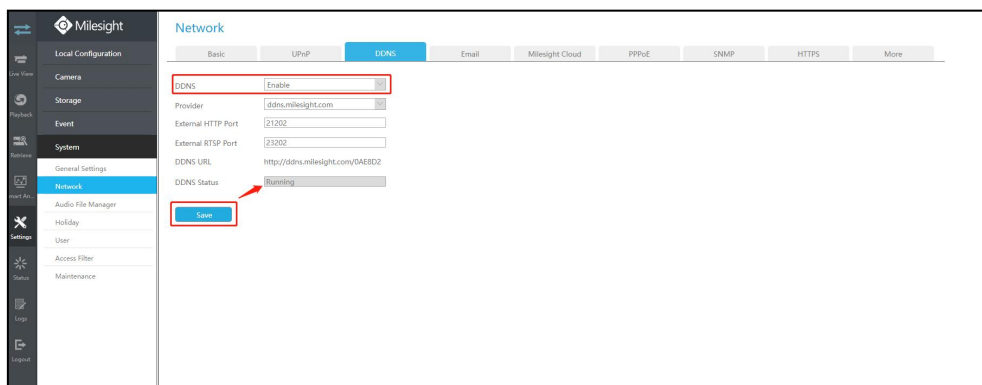 Milesight
Network
Local Configuration
Basic
UPnP
DDNS
Email
Milesight Cloud
PPPoE
SNMP
HTTPS
More
Live View
Camera
DDNS
Enable
Storage
Provider
ddns.milesight.com
Playback
Event
External HTTP Port
21202
System
External RTSP Port
23202
Retrieve
General Settings
DDNS URL
http://ddns.milesight.com/0AE8D2
Network
DDNS Status
Running
mart An...
Audio File Manager
Save
Holiday
Settings
User
Access Filter
Status
Maintenance
Logs
Logout